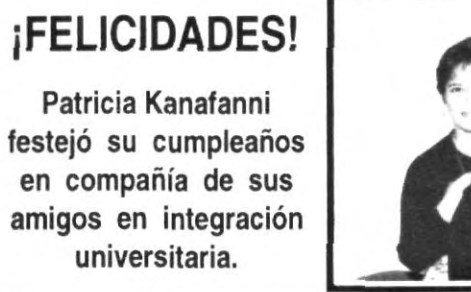 ¡FELICIDADES!
Patricia Kanafanni
festejó su cumpleaños
en compañía de sus
amigos en integración
universitaria.